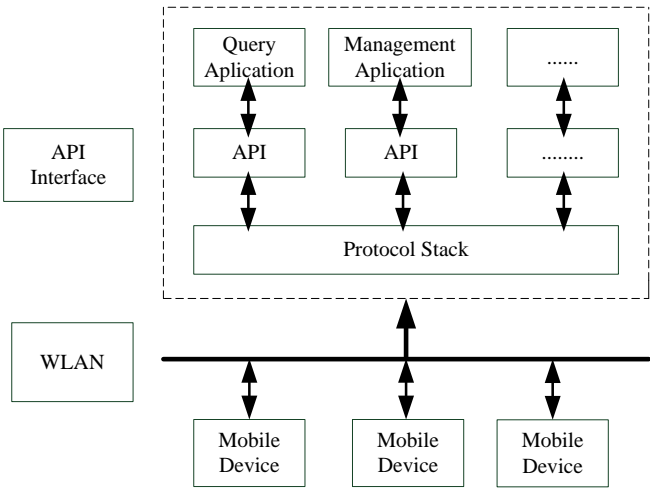 Query
Aplication
Management
Aplication
......
API
Interface
API
API
........
Protocol Stack
WLAN
Mobile
Device
Mobile
Device
Mobile
Device